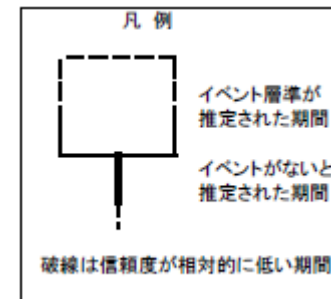 凡 例
イベント層準が
推定された期間
イベントがないと
推定された期間
破線は信頼度が相対的に低い期間